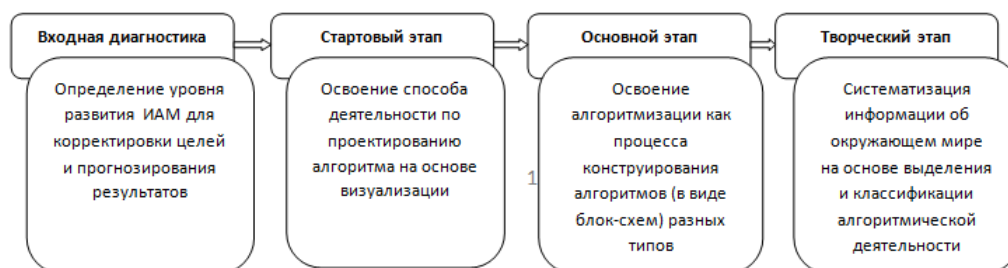 Входная диагностика
Определение уровня
развития ИАМ для
корректировки целей
и прогнозирования
результатов
Стартовый этап
Освоение способа
деятельности по
проектированию
алгоритма на основе
визуализации
1
Основной этап
Освоение
алгоритмизации как
процесса
конструирования
алгоритмов (в виде
блок-схем) разных
типов
Творческий этап
Систематизация
информации об
окружающем мире
на основе выделения
и классификации
алгоритмической
деятельности